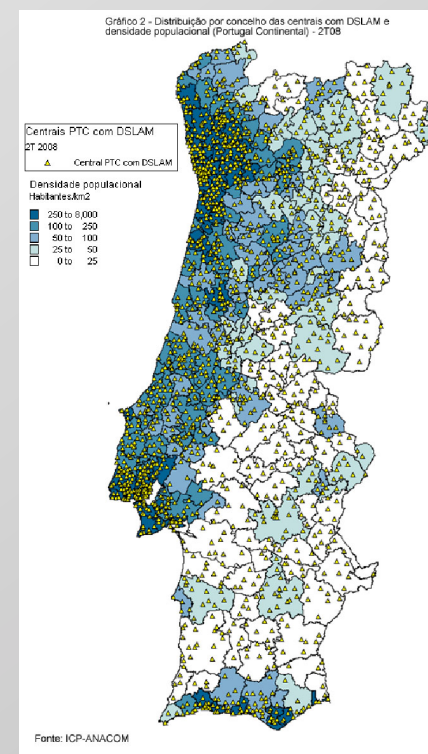 Gráfico 2 - Distribuição por concelho das centrais com DSLAM e
densidade populacional (Portugal Continental) - 2T08
Centrais PTC com DSLAM
2T 2008
Central PTC com DSLAM
Densidade populacional
Habitantes/km2
250 to 8,000
100 to 250
50 to 100
25 to 50
0 to 25
Fonte: ICP-ANACOM